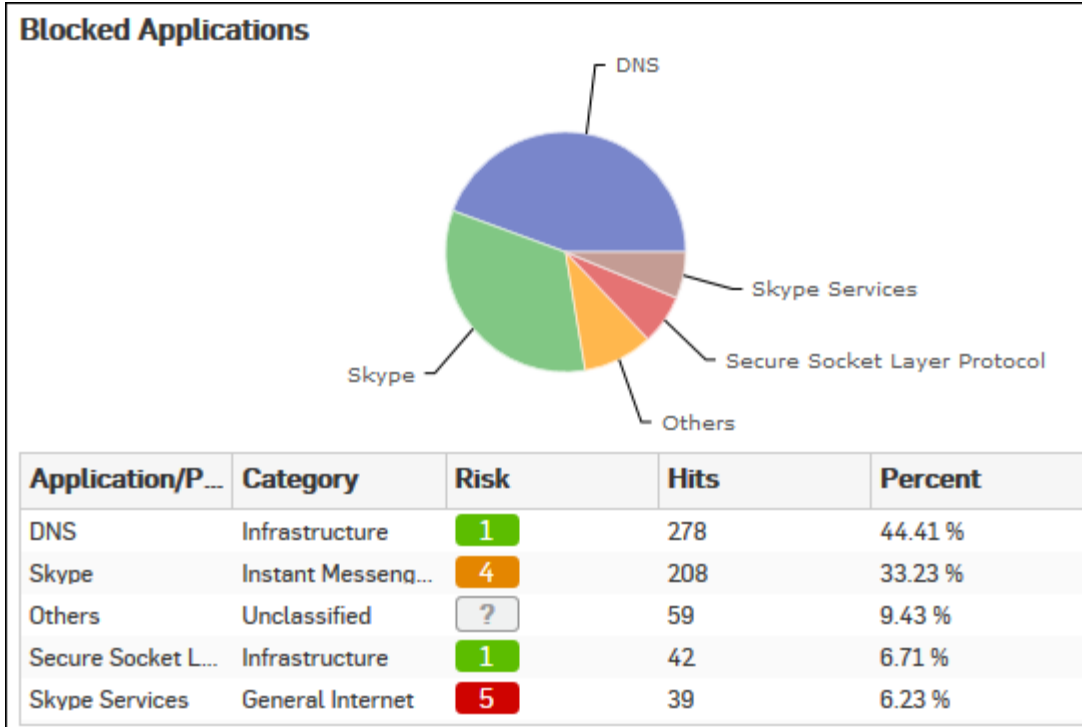 Blocked Applications
DNS
Skype Services
Secure Socket Layer Protocol
Skype
Others
Application/P... Category Risk Hits Percent
DNS Infrastructure 1 278 44.41 %
Skype Instant Messeng... 4 208 33.23 %
Others Unclassified ? 59 9.43 %
Secure Socket L... Infrastructure 1 42 6.71 %
Skype Services General Internet 5 39 6.23 %